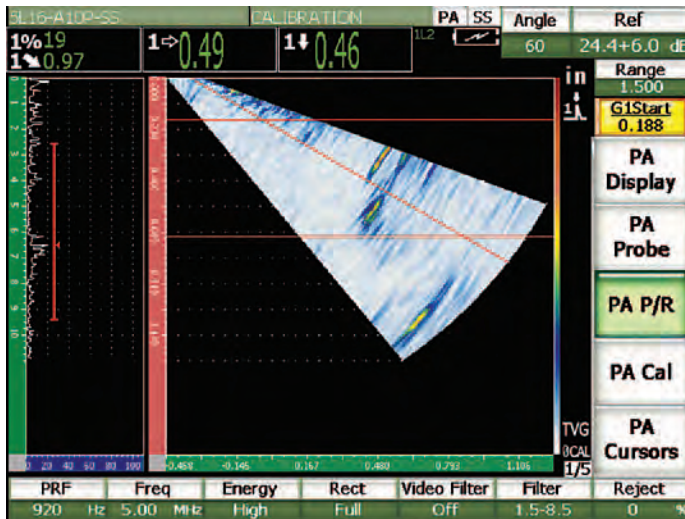 SL16-A10P-SS CALIBRATION PA SS Angle Ref
60 24.4+6.0 dB
1% 19
1 0.97
1 0.49
1 0.46
1L2
in
Range
1.500
G1Start
0.188
PA
Display
PA
Probe
PA P/R
PA Cal
PA
Cursors
TVG
0CAL
1/5
0 20 40 60 80 100
-0.458 -0.146 0.167 0.480 0.793 1.106
PRF Freq Energy Rect Video Filter Filter Reject
920 Hz 5.00 MHz High Full Off 1.5-8.5 0 %